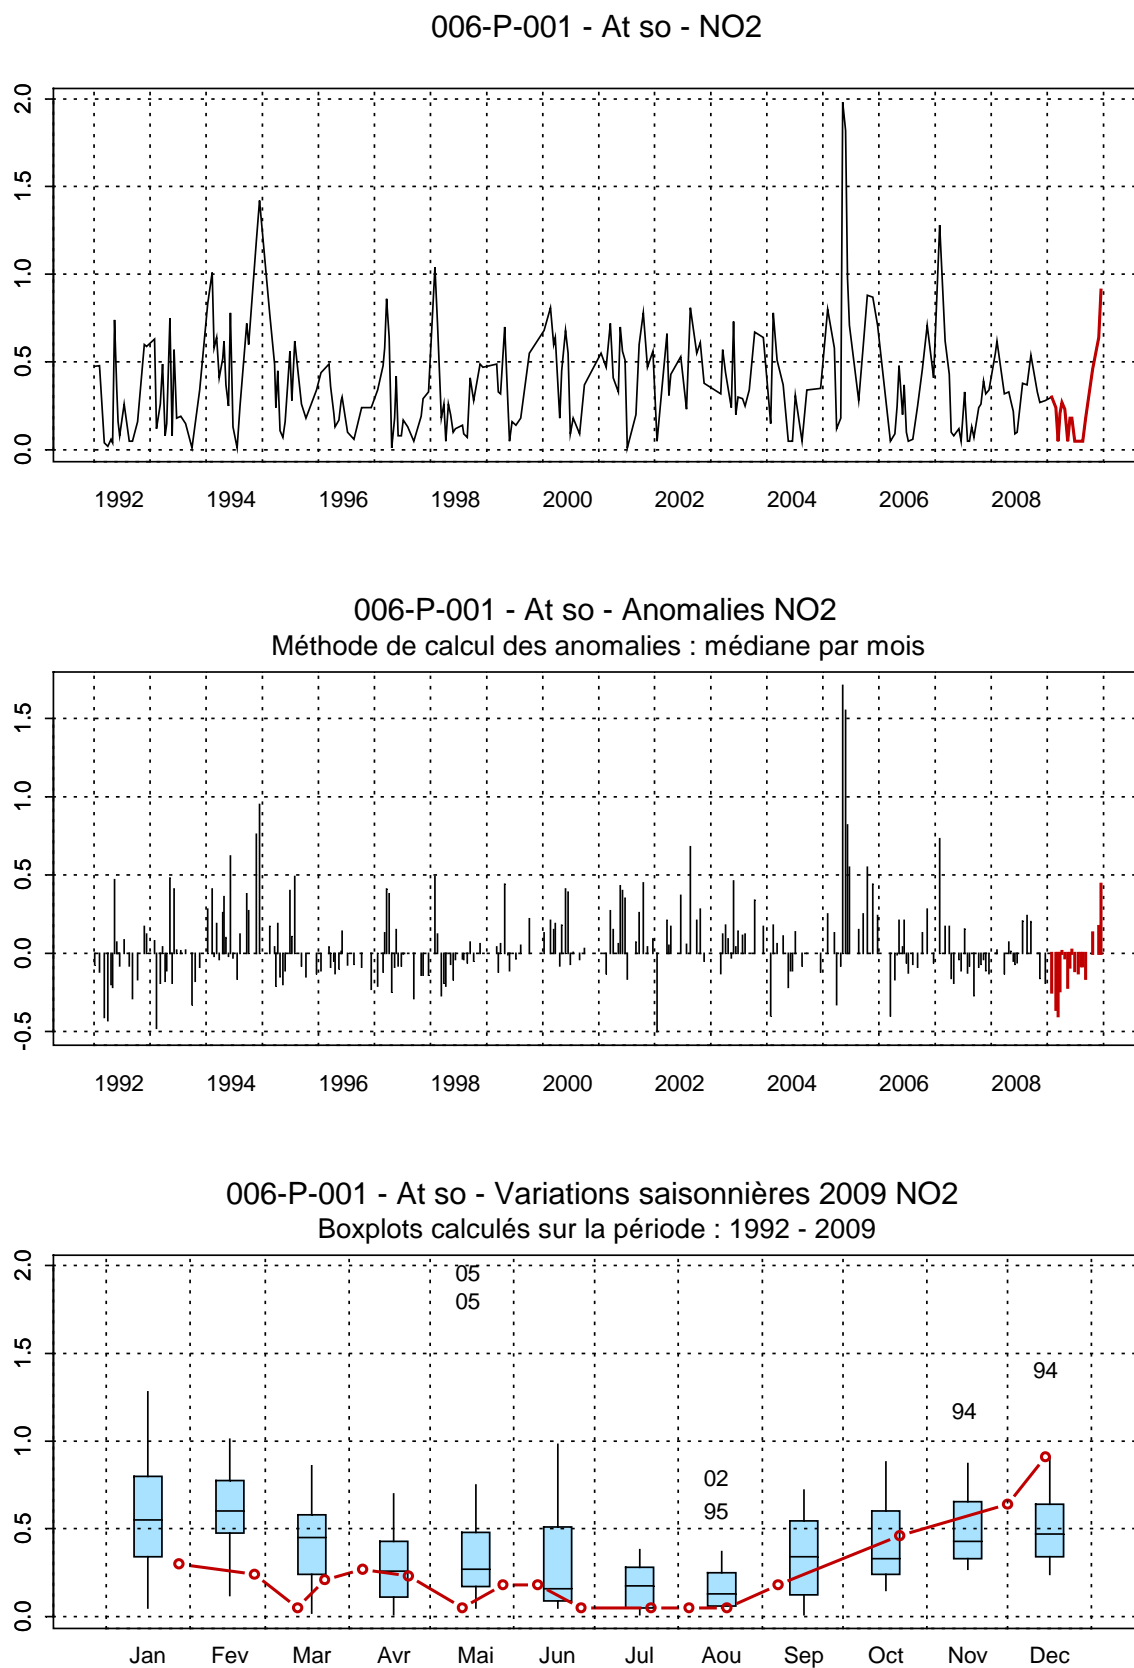 006-P-001 - At so - NO2
2.0
1.5
1.0
0.5
0.0
1992 1994 1996 1998 2000 2002 2004 2006 2008
006-P-001 - At so - Anomalies NO2
Méthode de calcul des anomalies : médiane par mois
1.5
1.0
0.5
0.0
-0.5
1992 1994 1996 1998 2000 2002 2004 2006 2008
006-P-001 - At so - Variations saisonnières 2009 NO2
Boxplots calculés sur la période : 1992 - 2009
2.0
05
05
1.5
94
94
1.0
02
95
0.5
0.0
Jan Fev Mar Avr Mai Jun Jul Aou Sep Oct Nov Dec